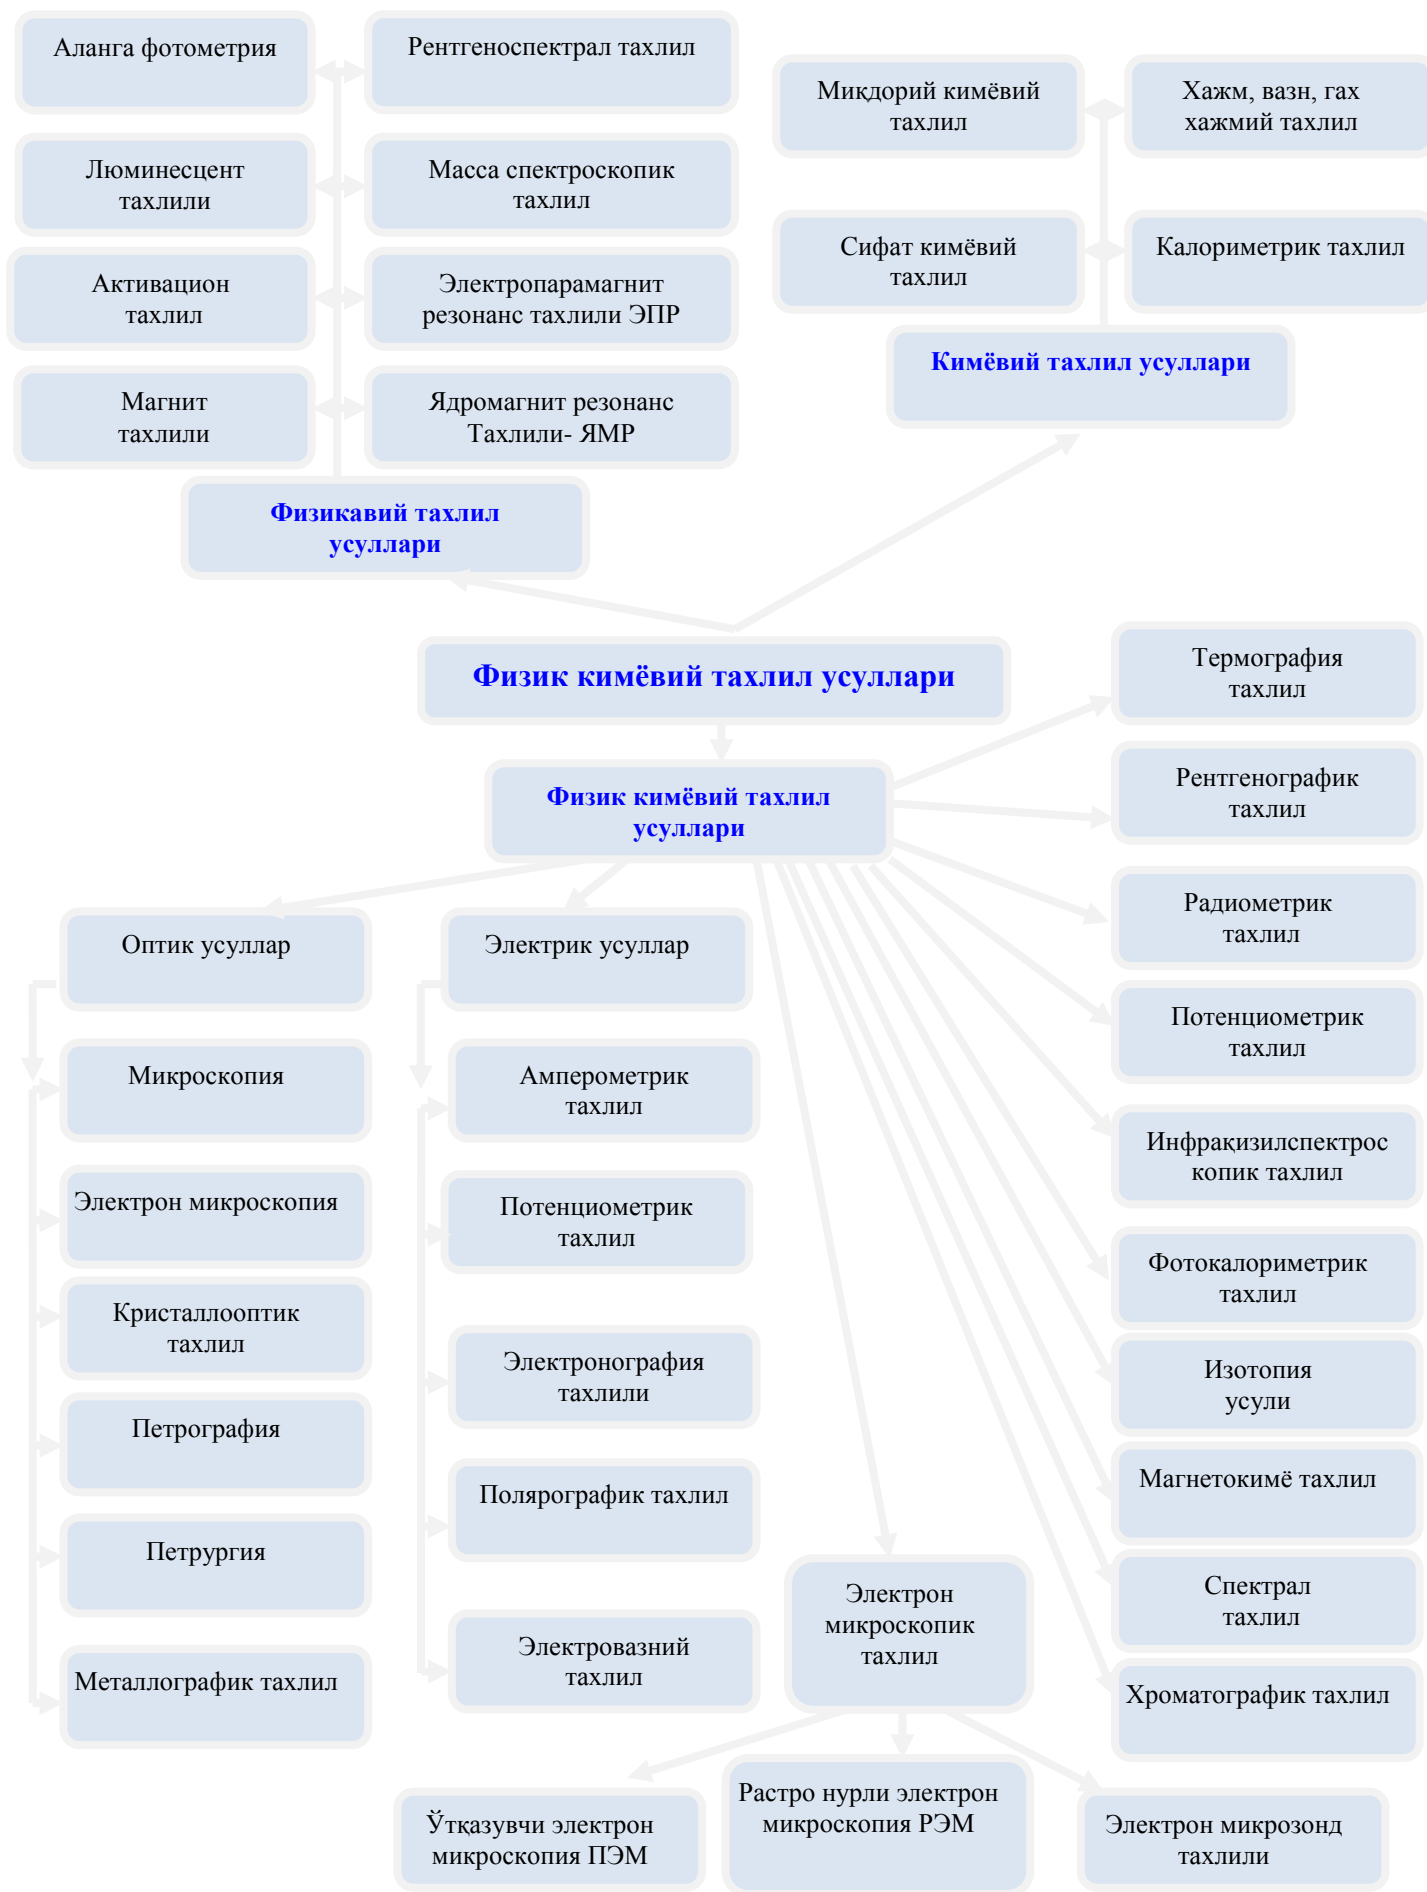 Аланга фотометрия
Рентгеноспектрал тахлил
Люминесцент
тахлили
Масса спектроскопик
тахлил
Активацион
тахлил
Электропарамагнит
резонанс тахлили ЭПР
Магнит
тахлили
Ядромагнит резонанс
Тахлили- ЯМР
Физикавий тахлил
усуллари
Миқдорий кимёвий
тахлил
Хажм, вазн, гах
хажмий тахлил
Сифат кимёвий
тахлил
Калориметрик тахлил
Кимёвий тахлил усуллари
Физик кимёвий тахлил усуллари
Физик кимёвий тахлил
усуллари
Термография
тахлил
Рентгенографик
тахлил
Радиометрик
тахлил
Потенциометрик
тахлил
Инфрақизилспектрос
копик тахлил
Фотокалориметрик
тахлил
Изотопия
усули
Магнетокимё тахлил
Спектрал
тахлил
Хроматографик тахлил
Оптик усуллар
Микроскопия
Электрон микроскопия
Кристаллооптик
тахлил
Петрография
Петрургия
Металлографик тахлил
Электрик усуллар
Амперометрик
тахлил
Потенциометрик
тахлил
Электронография
тахлили
Полярографик тахлил
Электровазний
тахлил
Электрон
микроскопик
тахлил
Ўтқазувчи электрон
микроскопия ПЭМ
Растро нурли электрон
микроскопия РЭМ
Электрон микрозонд
тахлили